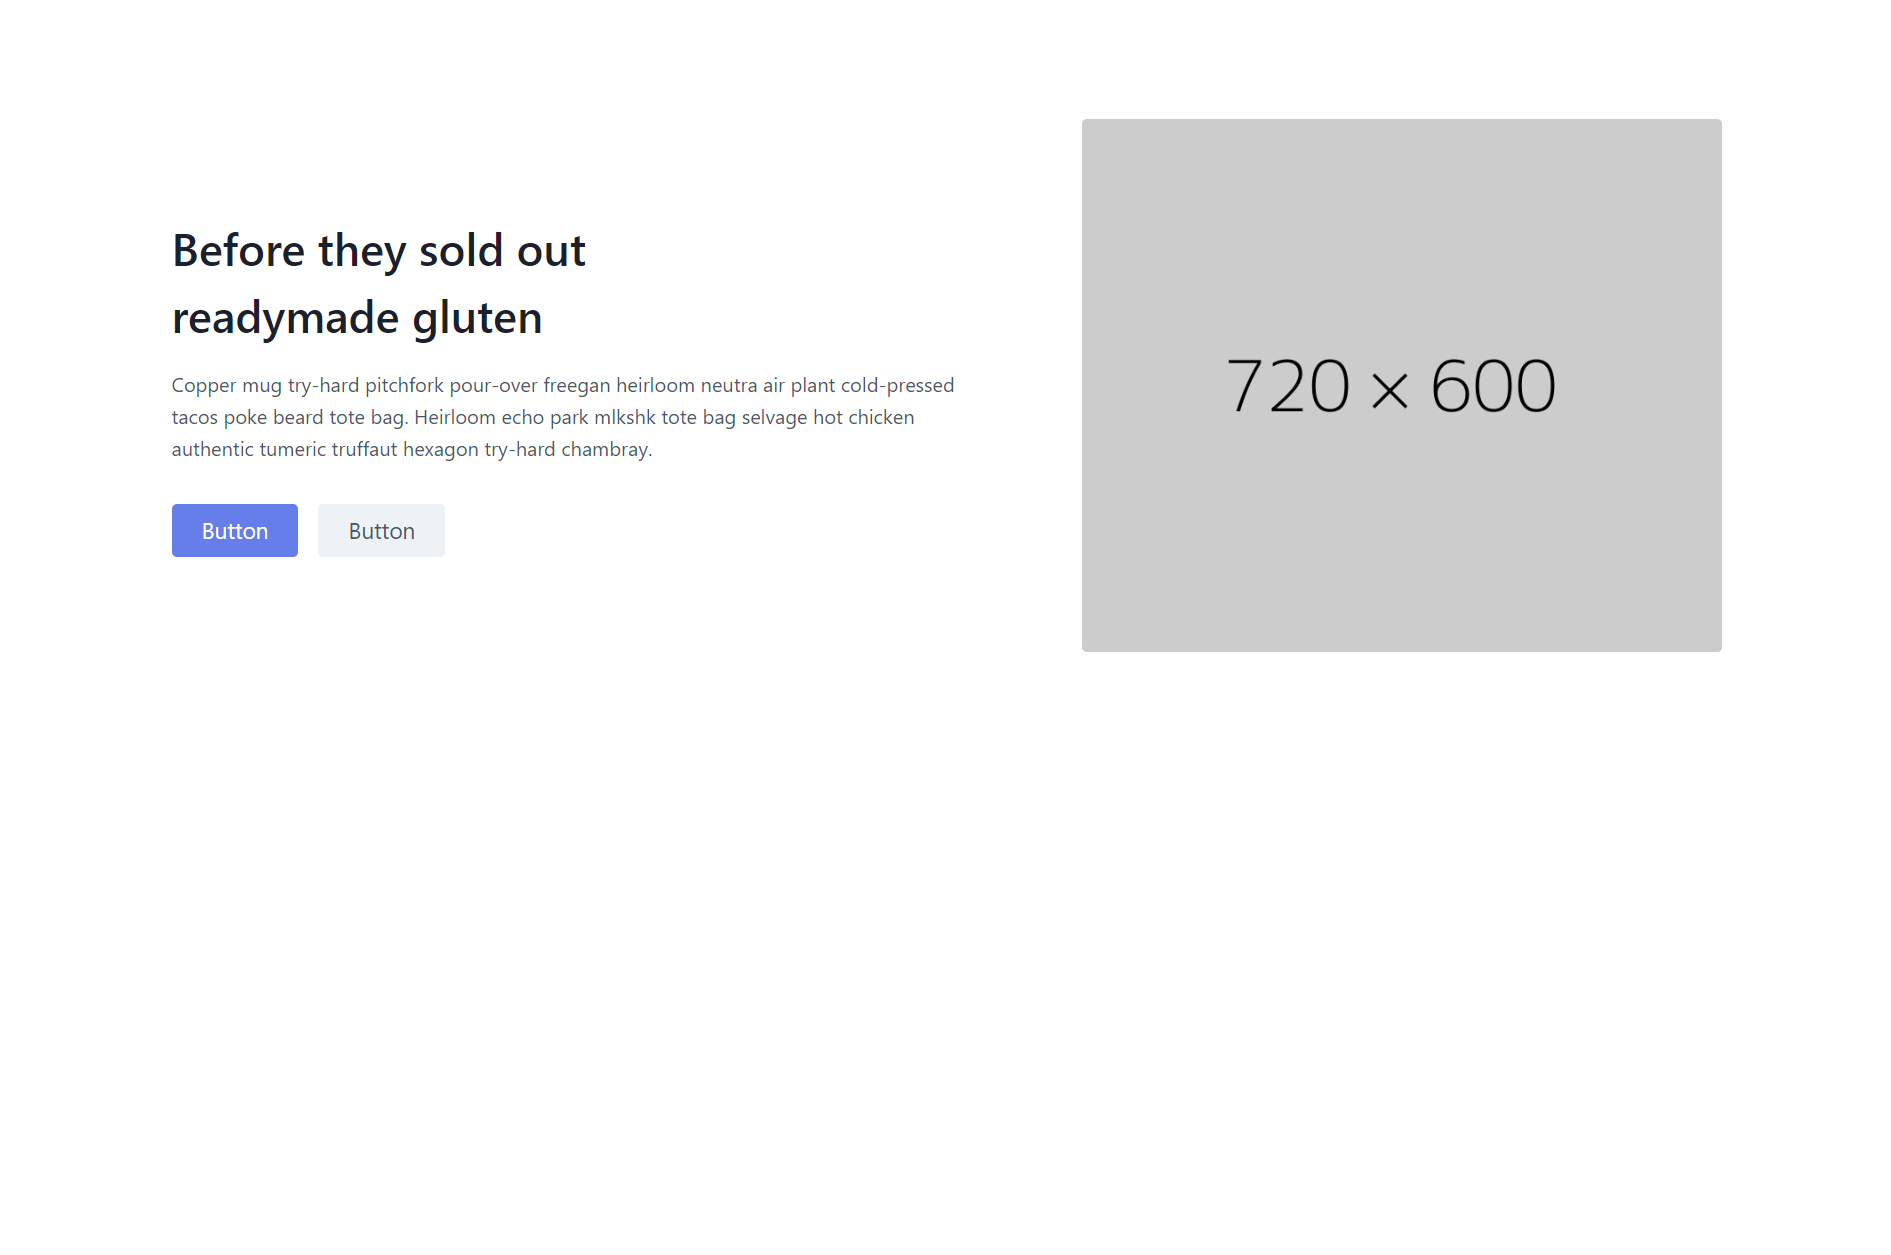 Before they sold out
readymade gluten
Copper mug try-hard pitchfork pour-over freegan heirloom neutra air plant cold-pressed
tacos poke beard tote bag. Heirloom echo park mlkshk tote bag selvage hot chicken
authentic tumeric truffaut hexagon try-hard chambray.
Button Button
720 × 600